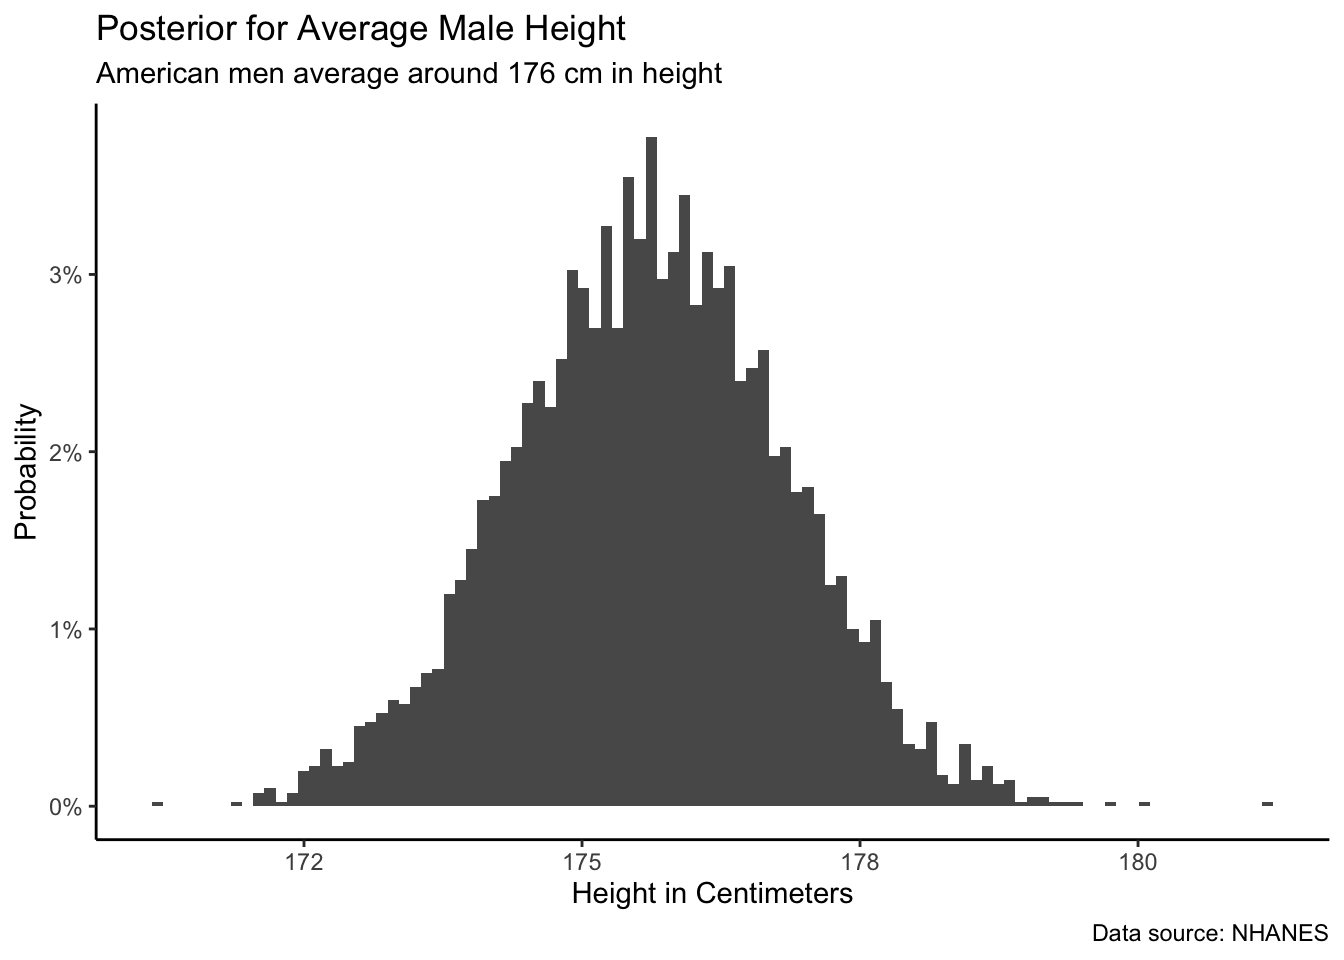 Posterior for Average Male Height
American men average around 176 cm in height
3%
2%
1%
0%
Probability
172 175 178 180
Height in Centimeters
Data source: NHANES